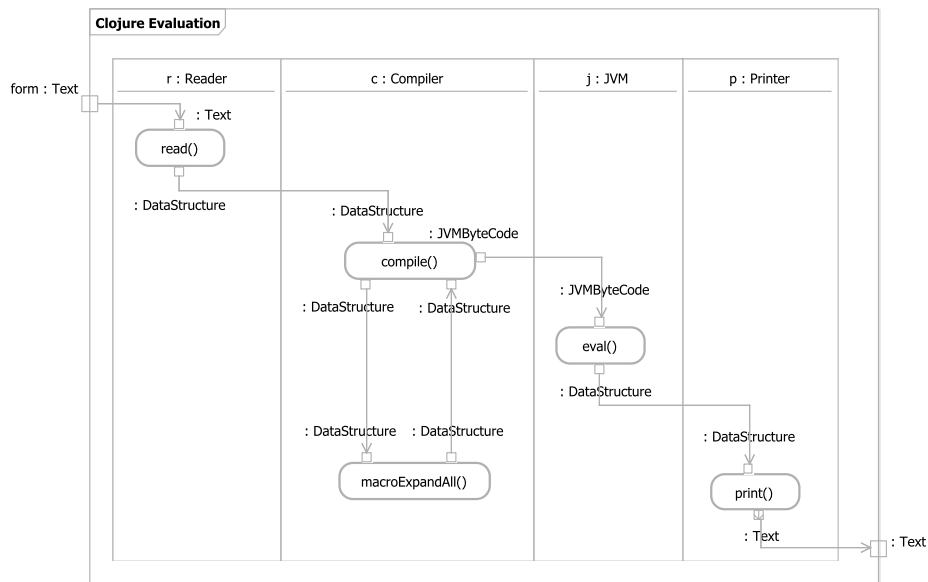 Clojure Evaluation
r : Reader
c : Compiler
j : JVM
p : Printer
form : Text
: Text
read()
: DataStructure
: DataStructure
: JVMByteCode
compile()
: DataStructure
: DataStructure
: JVMByteCode
eval()
: DataStructure
: DataStructure
: DataStructure
: DataStructure
macroExpandAll()
print()
: Text
: Text